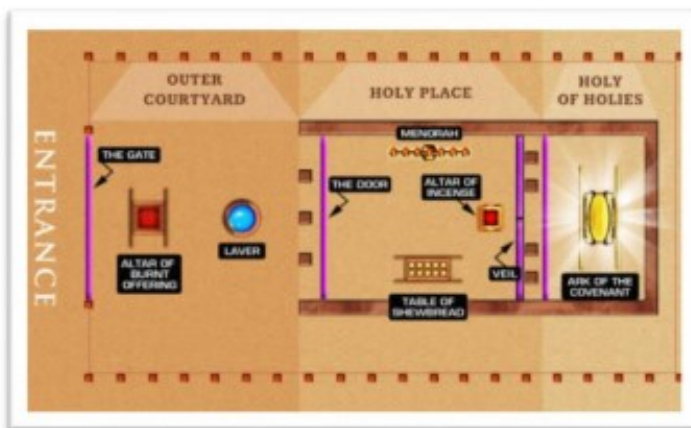 OUTER
COURTYARD
HOLY PLACE
HOLY
OF HOLIES
ENTRANCE
THE GATE
ALTAR OF
BURNT
OFFERING
LAVER
MENORAH
THE DOOR
ALTAR OF
INCENSE
TABLE OF
SHEWBREAD
VEIL
ARK OF THE
COVENANT